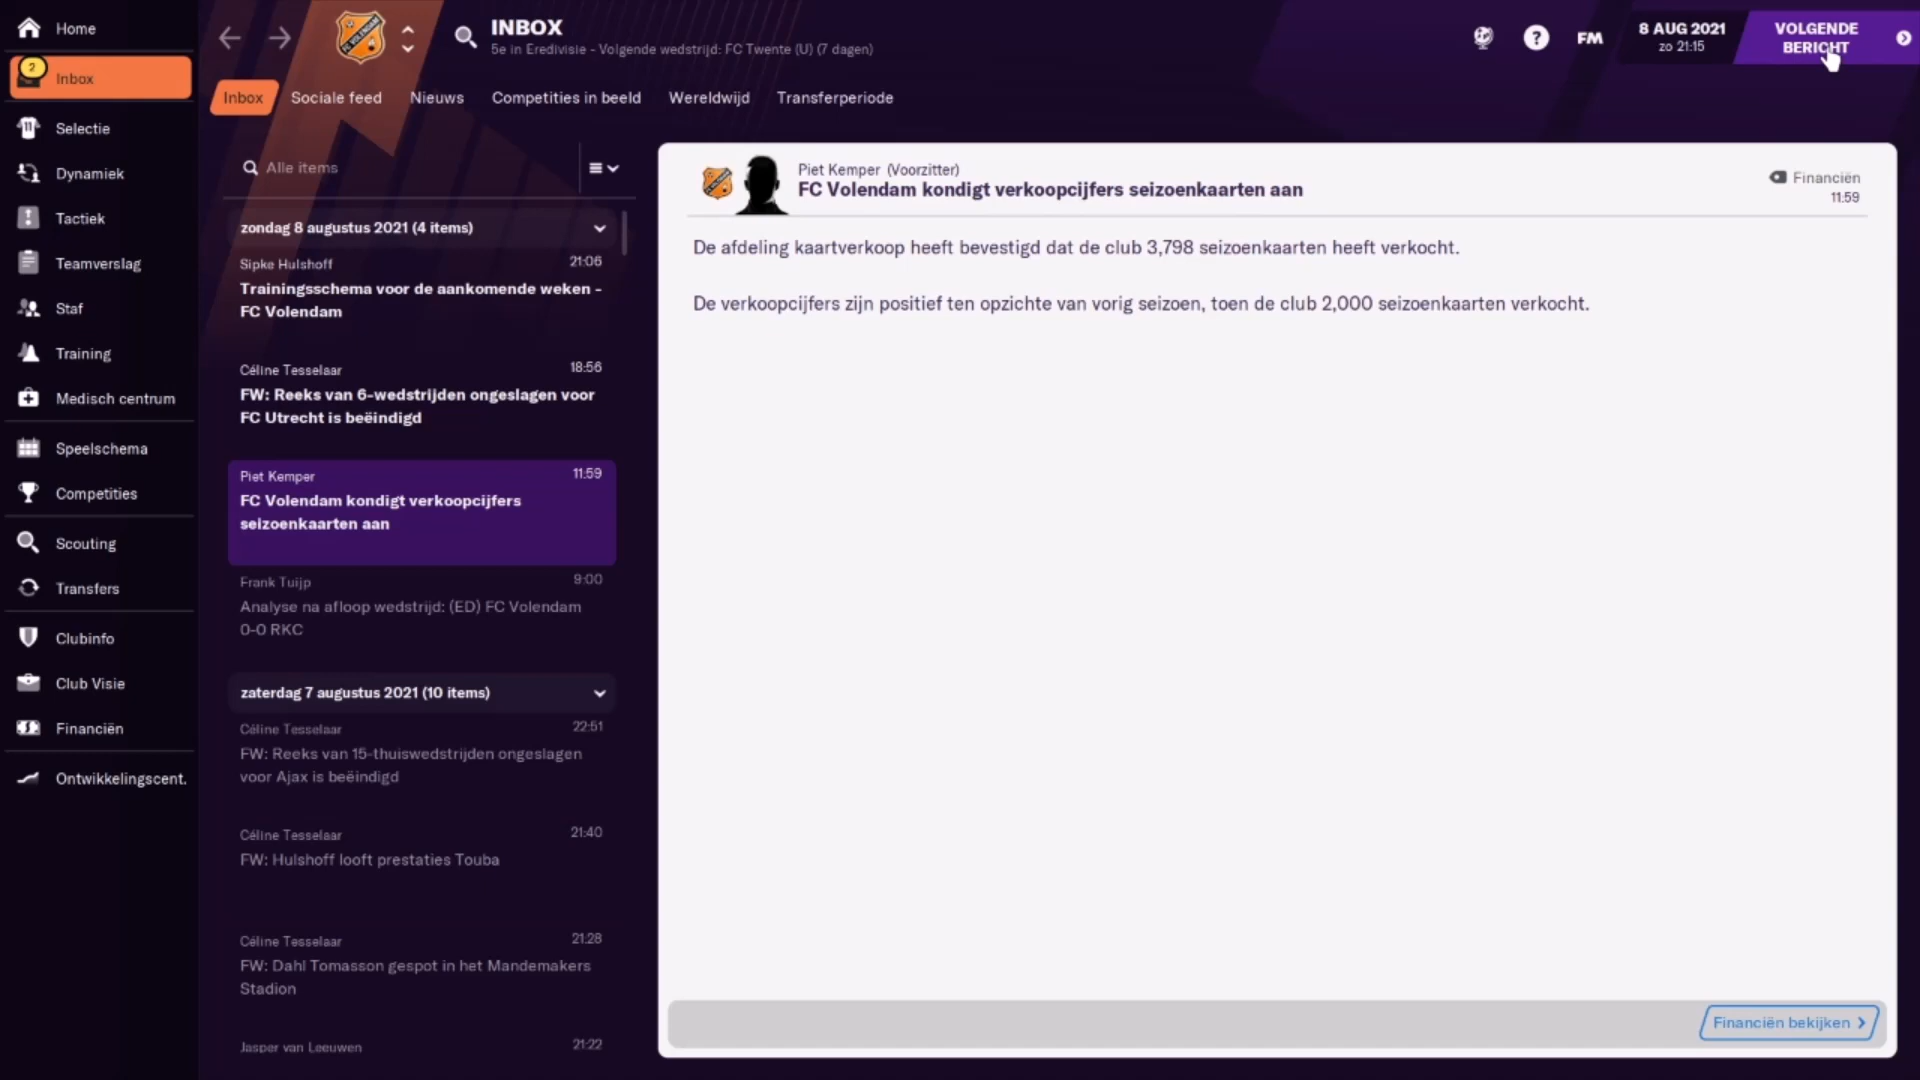 Home
2
Inbox
Selectie
Dynamiek
Tactiek
Teamverslag
Staf
Training
Medisch centrum
Speelschema
Competities
Scouting
Transfers
Clubinfo
Club Visie
Financiën
Ontwikkelingscent.
INBOX
5e in Eredivisie - Volgende wedstrijd: FC Twente (U) (7 dagen)
FM
8 AUG 2021
zo 21:15
VOLGENDE
BERICHT
Inbox
Sociale feed
Nieuws
Competities in beeld
Wereldwijd
Transferperiode
Alle items
zondag 8 augustus 2021 (4 items)
Sipke Hulshoff 21:06
Trainingsschema voor de aankomende weken -
FC Volendam
Céline Tesselaar 18:56
FW: Reeks van 6-wedstrijden ongeslagen voor
FC Utrecht is beëindigd
Piet Kemper 11:59
FC Volendam kondigt verkoopcijfers
seizoenkaarten aan
Frank Tuijp 9:00
Analyse na afloop wedstrijd: (ED) FC Volendam
0-0 RKC
zaterdag 7 augustus 2021 (10 items)
Céline Tesselaar 22:51
FW: Reeks van 15-thuiswedstrijden ongeslagen
voor Ajax is beëindigd
Céline Tesselaar 21:40
FW: Hulshoff looft prestaties Touba
Céline Tesselaar 21:28
FW: Dahl Tomasson gespot in het Mandemakers
Stadion
Jasper van Leeuwen 21:22
Piet Kemper (Voorzitter)
FC Volendam kondigt verkoopcijfers seizoenkaarten aan
Financiën
11:59
De afdeling kaartverkoop heeft bevestigd dat de club 3,798 seizoenkaarten heeft verkocht.
De verkoopcijfers zijn positief ten opzichte van vorig seizoen, toen de club 2,000 seizoenkaarten verkocht.
Financiën bekijken